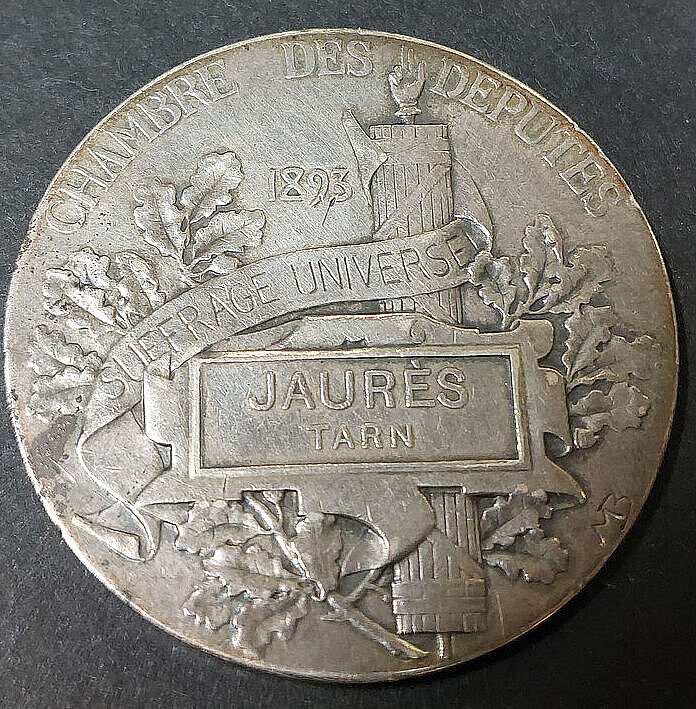 CHAMBRE DES DEPUTES
1893
SUFFRAGE UNIVERSEL
JAURÈS
TARN